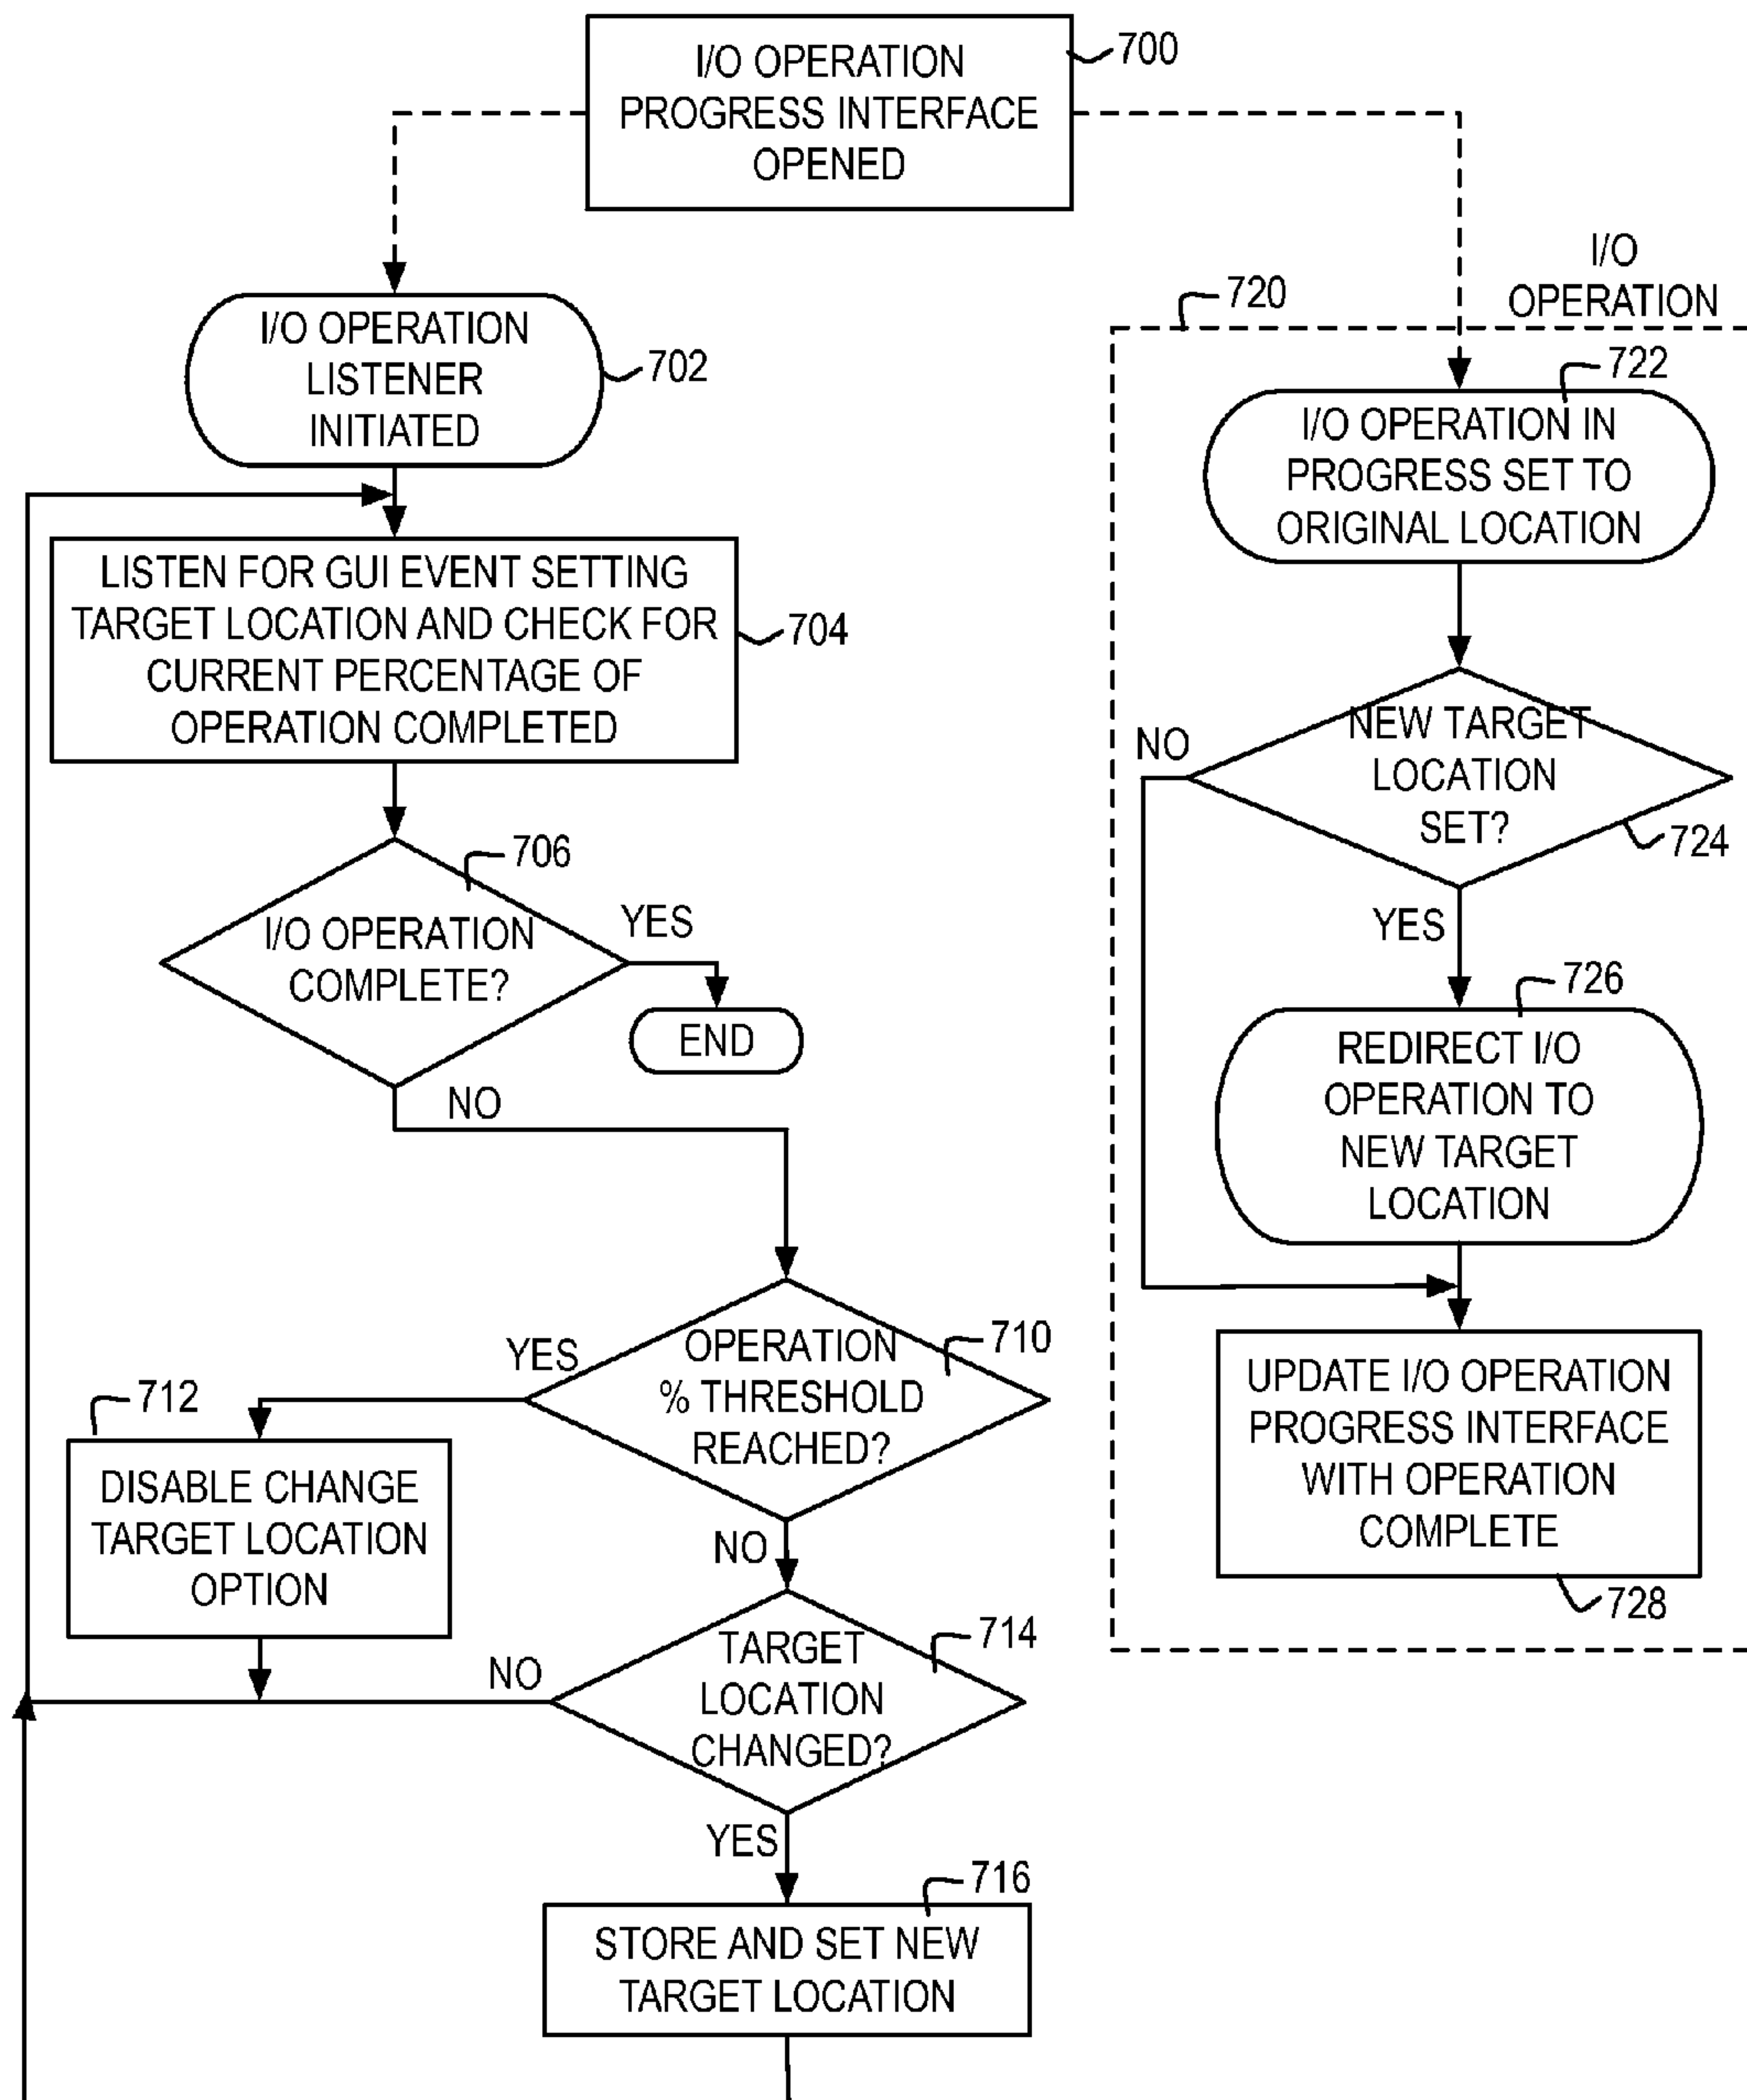 I/O OPERATION
PROGRESS INTERFACE
OPENED
700
I/O OPERATION
LISTENER
INITIATED
702
LISTEN FOR GUI EVENT SETTING
TARGET LOCATION AND CHECK FOR
CURRENT PERCENTAGE OF
OPERATION COMPLETED
704
706
I/O OPERATION
COMPLETE?
YES
END
NO
OPERATION
% THRESHOLD
REACHED?
710
YES
712
DISABLE CHANGE
TARGET LOCATION
OPTION
NO
TARGET
LOCATION
CHANGED?
714
NO
YES
716
STORE AND SET NEW
TARGET LOCATION
I/O
OPERATION
720
722
I/O OPERATION IN
PROGRESS SET TO
ORIGINAL LOCATION
NEW TARGET
LOCATION
SET?
724
NO
YES
726
REDIRECT I/O
OPERATION TO
NEW TARGET
LOCATION
UPDATE I/O OPERATION
PROGRESS INTERFACE
WITH OPERATION
COMPLETE
728